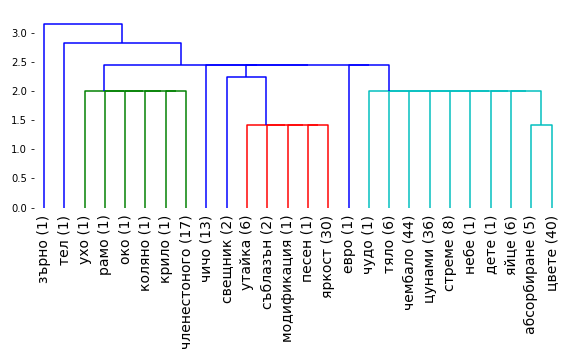 3.0
2.5
2.0
1.5
1.0
0.5
0.0
зърно (1)
тел (1)
ухо (1)
рамо (1)
око (1)
коляно (1)
крило (1)
членестоного (17)
чичо (13)
свещник (2)
утайка (6)
съблазън (2)
модификация (1)
песен (1)
яркост (30)
евро (1)
чудо (1)
тяло (6)
чембало (44)
цунами (36)
стреме (8)
небе (1)
дете (1)
яйце (6)
абсорбиране (5)
цвете (40)